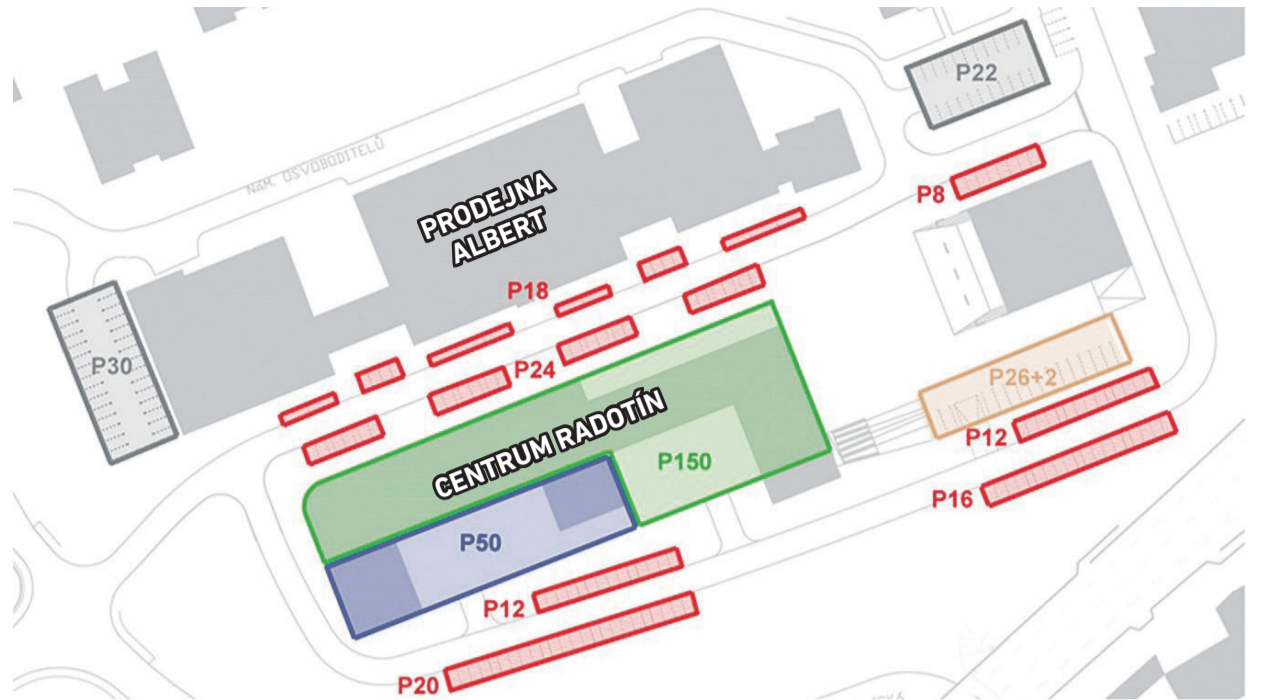 P22
NÁM. OSVOBODITELŮ
P8
PRODEJNA
ALBERT
P18
P30
P24
P26+2
CENTRUM RADOTÍN
P12
P150
P16
P50
P12
P20